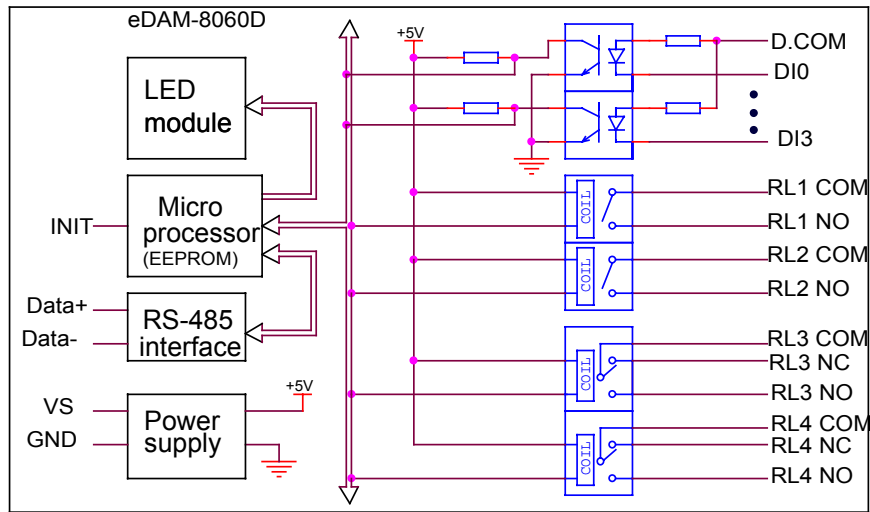 eDAM-8060D
LED
module
INIT
Micro
processor
(EEPROM)
Data+
Data-
RS-485
interface
VS
GND
Power
supply
+5V
+5V
D.COM
DI0
DI3
COIL
RL1 COM
RL1 NO
COIL
RL2 COM
RL2 NO
COIL
RL3 COM
RL3 NC
RL3 NO
COIL
RL4 COM
RL4 NC
RL4 NO